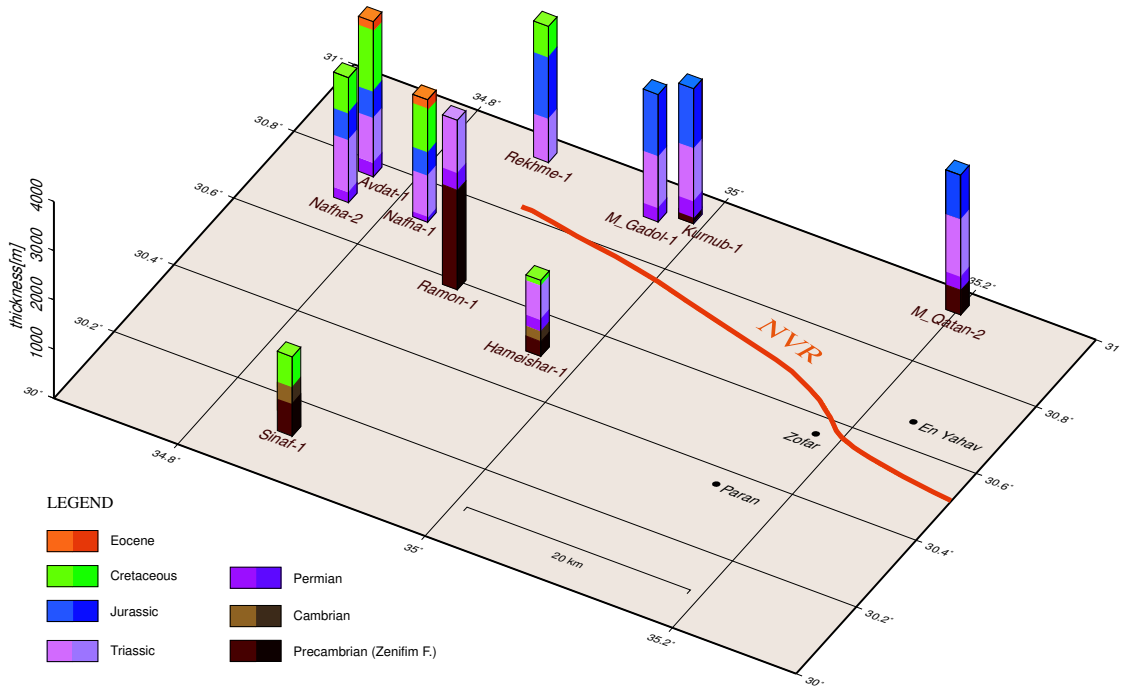 31°
34.8°
30.8°
30.6°
30.4°
30.2°
30°
4000
3000
2000
1000
thickness[m]
Avdat-1
Nafha-2
Nafha-1
Rekhme-1
Ramon-1
M_Gadol-1
Kurnub-1
35°
35.2°
M_Qatan-2
31
Hameishar-1
Sinaf-1
NVR
30.8°
Zofar
En Yahav
30.6°
Paran
30.4°
34.8°
35°
20 km
30.2°
35.2°
30°
LEGEND
Eocene
Cretaceous
Jurassic
Triassic
Permian
Cambrian
Precambrian (Zenifim F.)